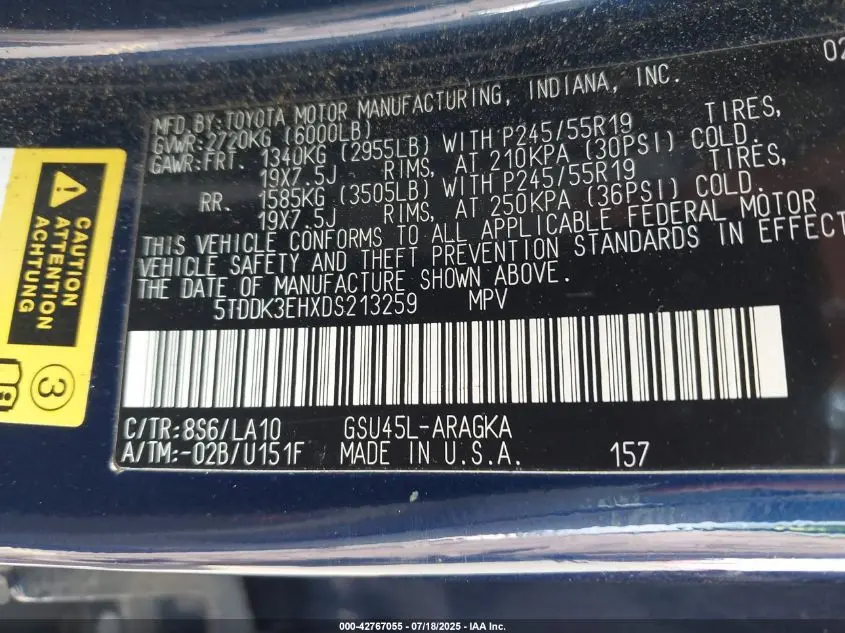 02
MFD.BY:TOYOTA MOTOR MANUFACTURING, INDIANA, INC.
GVWR:2720KG (6000LB)
GAWR:FRT. 1340KG (2955LB) WITH P245/55R19 TIRES,
19X7.5J RIMS, AT 210KPA (30PSI) COLD.
RR. 1585KG (3505LB) WITH P245/55R19 TIRES,
19X7.5J RIMS, AT 250KPA (36PSI) COLD.
THIS VEHICLE CONFORMS TO ALL APPLICABLE FEDERAL MOTOR
VEHICLE SAFETY AND THEFT PREVENTION STANDARDS IN EFFECT
THE DATE OF MANUFACTURE SHOWN ABOVE.
5TDDK3EHXDS213259 MPV
C/TR:8S6/LA10 GSU45L-ARAGKA
A/TM:-02B/U151F MADE IN U.S.A. 157
CAUTION
ATTENTION
ACHTUNG
3
000-42767055 - 07/18/2025 - IAA Inc.